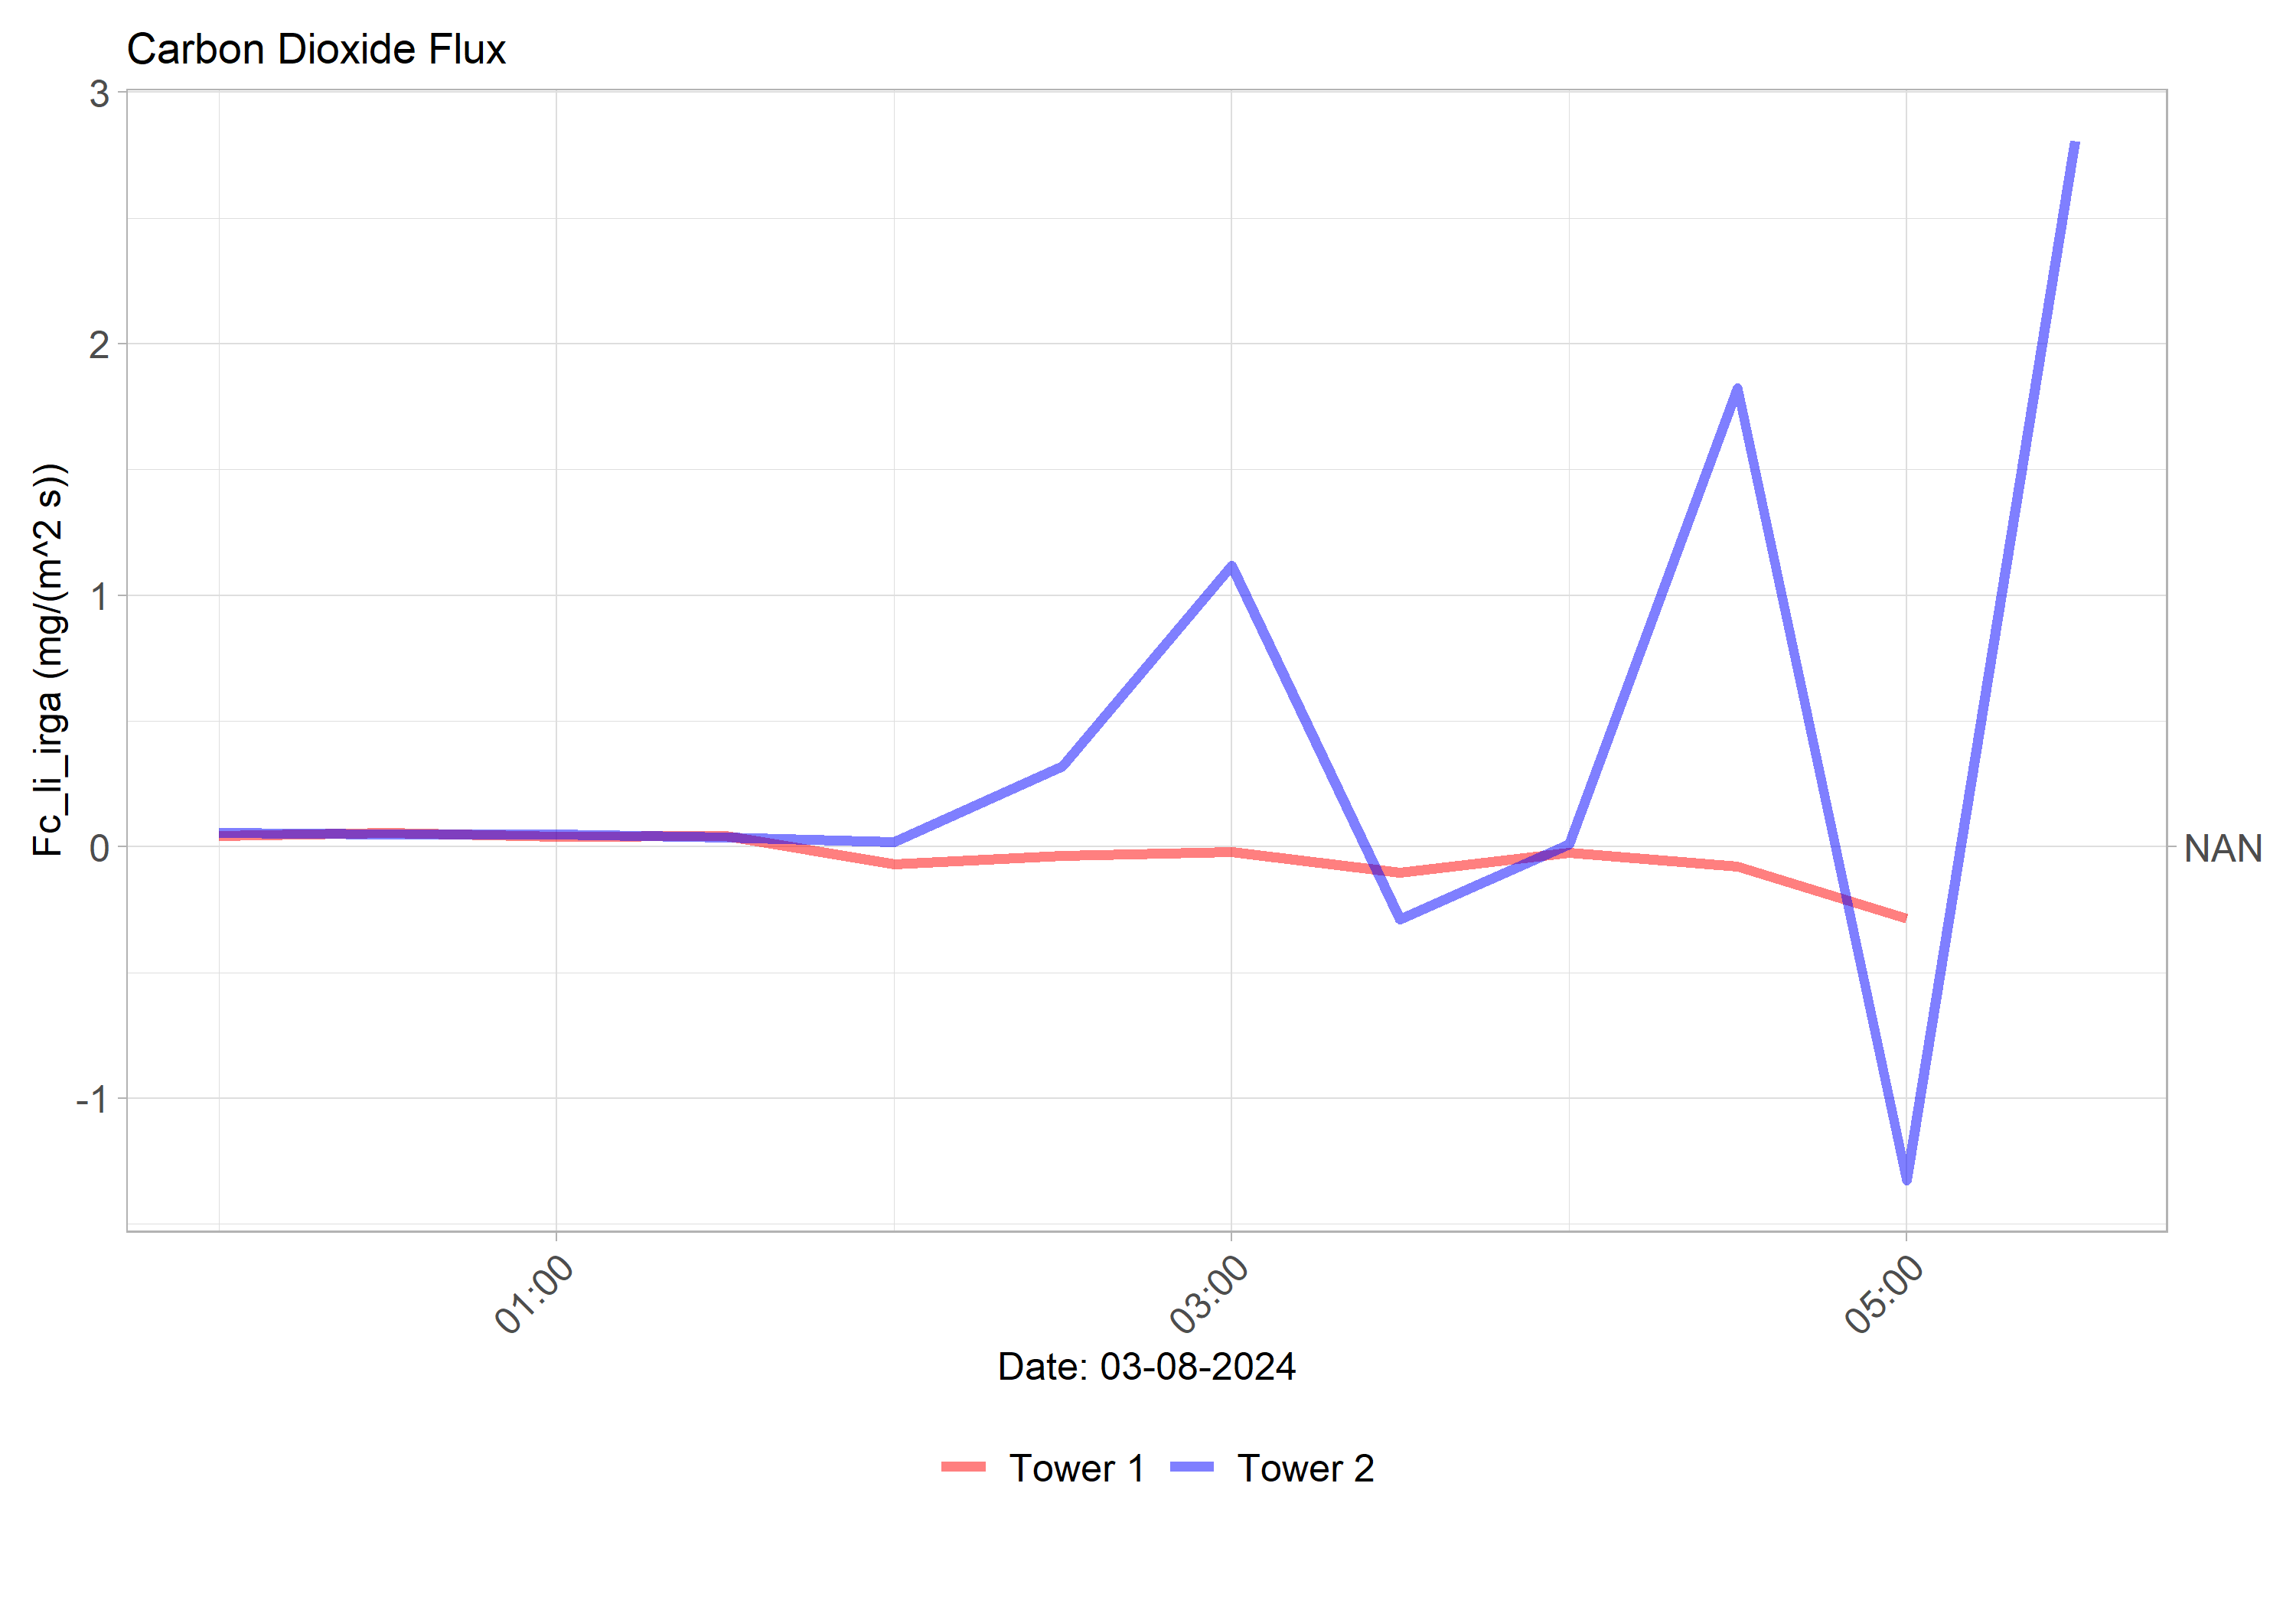 Carbon Dioxide Flux
Fc_li_irga (mg/(m^2 s))
3
2
1
0
-1
NAN
01:00
03:00
05:00
Date: 03-08-2024
Tower 1
Tower 2